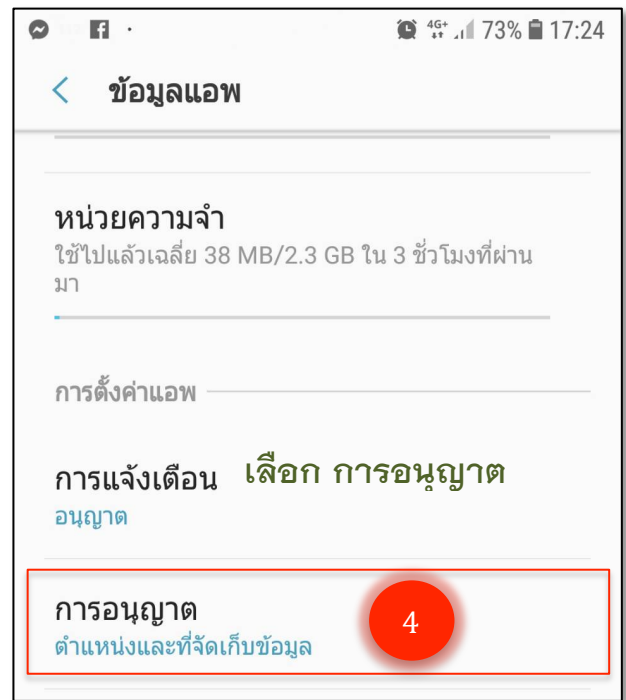 4G+ 73% 17:24
ข้อมูลแอพ
หน่วยความจำ
ใช้ไปแล้วเฉลี่ย 38 MB/2.3 GB ใน 3 ชั่วโมงที่ผ่าน
มา
การตั้งค่าแอพ
การแจ้งเตือน
เลือก การอนุญาต
อนุญาต
การอนุญาต
4
ตำแหน่งและที่จัดเก็บข้อมูล